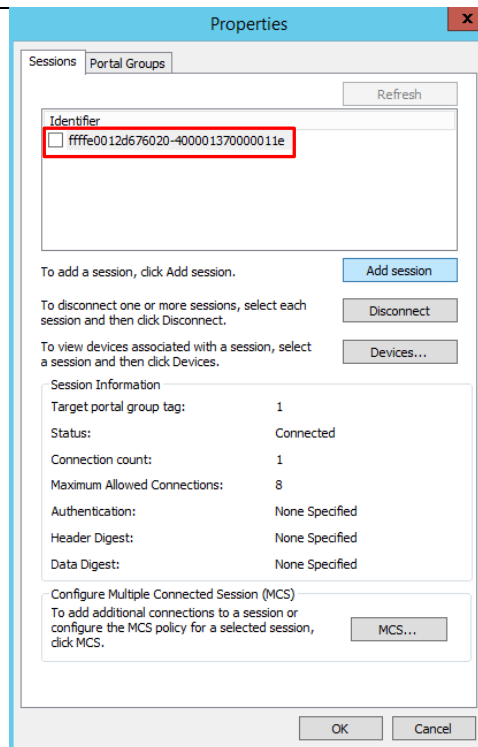 Properties
x
Sessions
Portal Groups
Refresh
Identifier
ffffe0012d676020-400001370000011e
To add a session, click Add session.
Add session
To disconnect one or more sessions, select each
session and then click Disconnect.
Disconnect
To view devices associated with a session, select
a session and then click Devices.
Devices...
Session Information
Target portal group tag: 1
Status: Connected
Connection count: 1
Maximum Allowed Connections: 8
Authentication: None Specified
Header Digest: None Specified
Data Digest: None Specified
Configure Multiple Connected Session (MCS)
To add additional connections to a session or
configure the MCS policy for a selected session,
click MCS.
MCS...
OK
Cancel